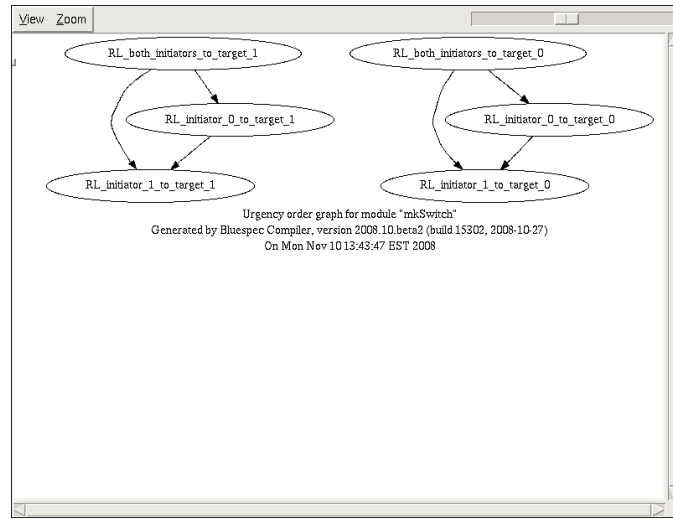 View Zoom
RL_both_initiators_to_target_1 RL_both_initiators_to_target_0
RL_initiator_0_to_target_1 RL_initiator_0_to_target_0
RL_initiator_1_to_target_1 RL_initiator_1_to_target_0
Urgency order graph for module "mkSwitch"
Generated by Bluespec Compiler, version 2008.10.beta2 (build 15302, 2008-10-27)
On Mon Nov 10 13:43:47 EST 2008